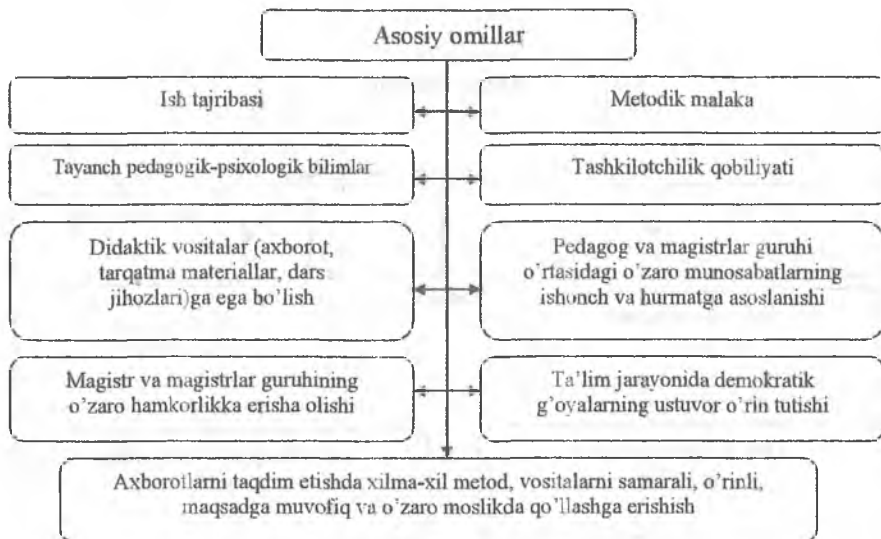 Asosiy omillar
Ish tajribasi
Metodik malaka
Tayanch pedagogik-psixologik bilimlar
Tashkilotchilik qobiliyati
Didaktik vositalar (axborot,
tarqatma materiallar, dars
jihozlari)ga ega bo'lish
Pedagog va magistrlar guruhi
o'rtasidagi o'zaro munosabatlarning
ishonch va hurmatga asoslanishi
Magistr va magistrlar guruhining
o'zaro hamkorlikka erisha olishi
Ta'lim jarayonida demokratik
g'oyalarning ustuvor o'rin tutishi
Axborotlarni taqdim etishda xilma-xil metod, vositalarni samarali, o'rinli,
maqsadga muvofiq va o'zaro moslikda qo'llashga erishish